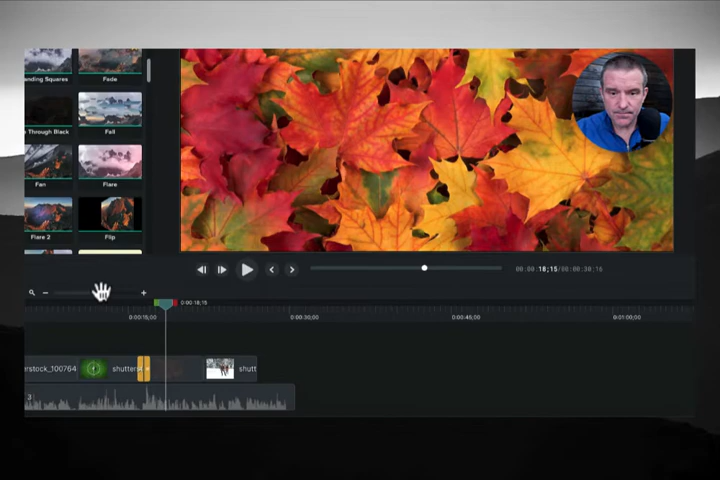 anding Squares
Fade
e Through Black
Fall
Fan
Flare
Flare 2
Flip
00:00:18;15/00:00:30:16
0:00:18;15
0:00:15;00
0:00:30;00
0:00:45;00
0:01:00;00
erstock_100764
shutters
shutt
3